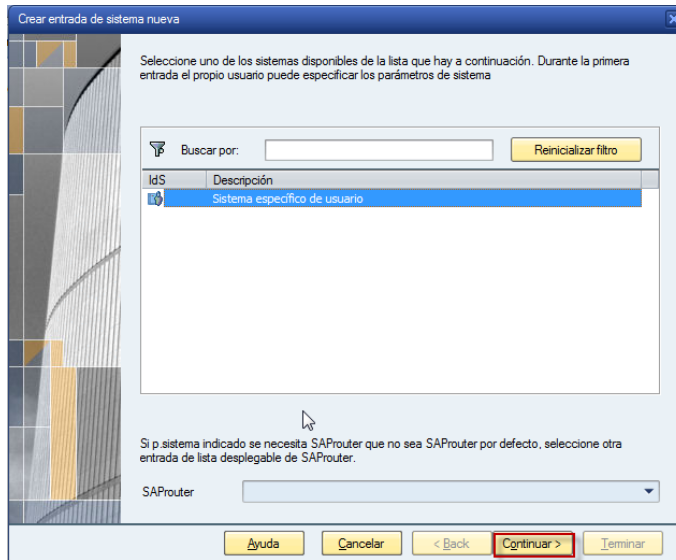 Crear entrada de sistema nueva
Seleccione uno de los sistemas disponibles de la lista que hay a continuación. Durante la primera
entrada el propio usuario puede especificar los parámetros de sistema
Buscar por:
Reinicializar filtro
IdS Descripción
Sistema específico de usuario
Si p.sistema indicado se necesita SAProuter que no sea SAProuter por defecto, seleccione otra
entrada de lista desplegable de SAProuter.
SAProuter
Ayuda Cancelar < Back Continuar > Terminar